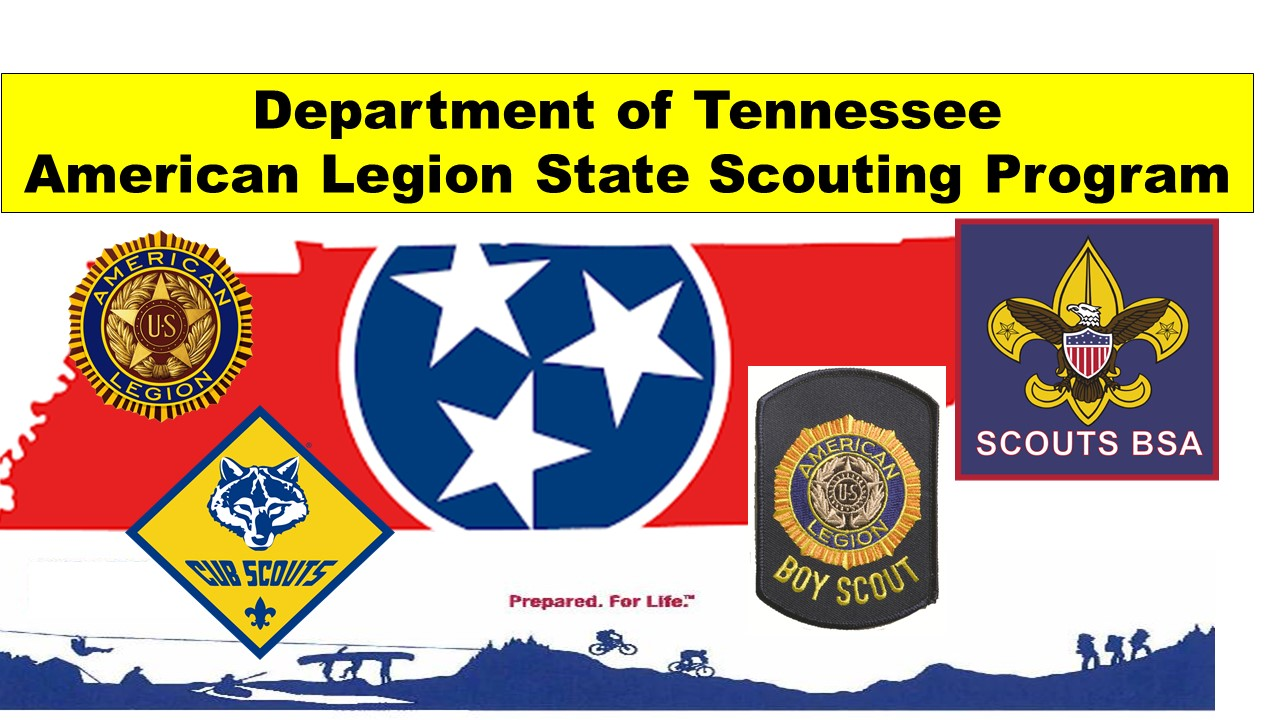 Department of Tennessee
American Legion State Scouting Program
AMERICAN
U.S
LEGION
SCOUTS BSA
CUB SCOUTS
®
AMERICAN
U.S
LEGION
BOY SCOUT
Prepared. For Life.™